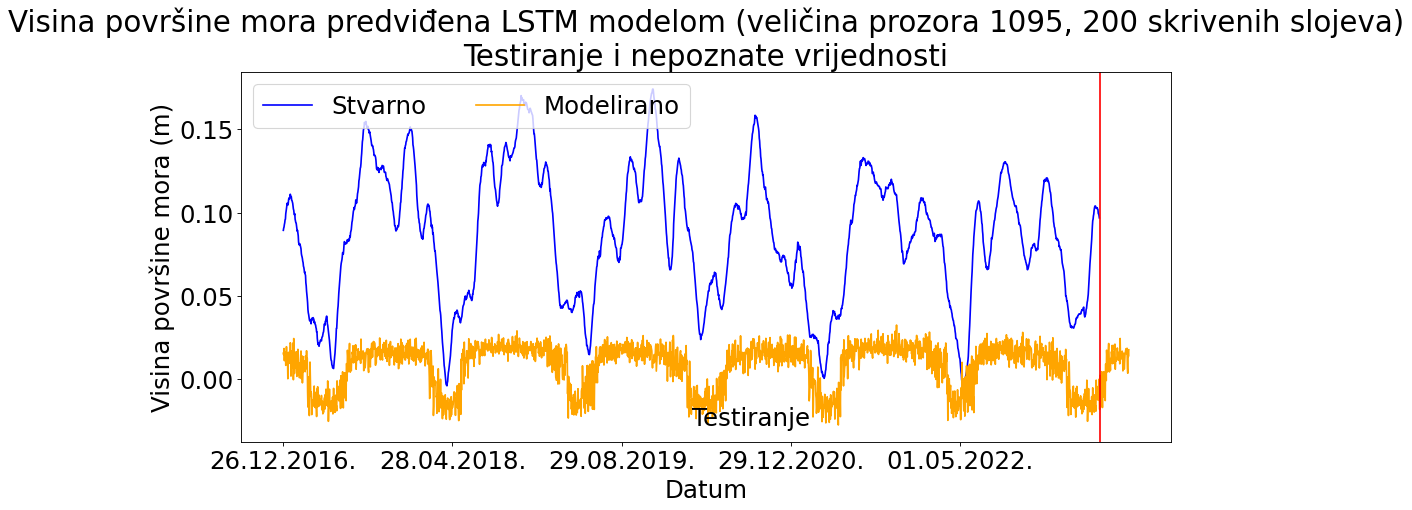 Visina površine mora predviđena LSTM modelom (veličina prozora 1095, 200 skrivenih slojeva)
Testiranje i nepoznate vrijednosti
Stvarno
Modelirano
Visina površine mora (m)
0.15
0.10
0.05
0.00
Testiranje
26.12.2016.
28.04.2018.
29.08.2019.
29.12.2020.
01.05.2022.
Datum